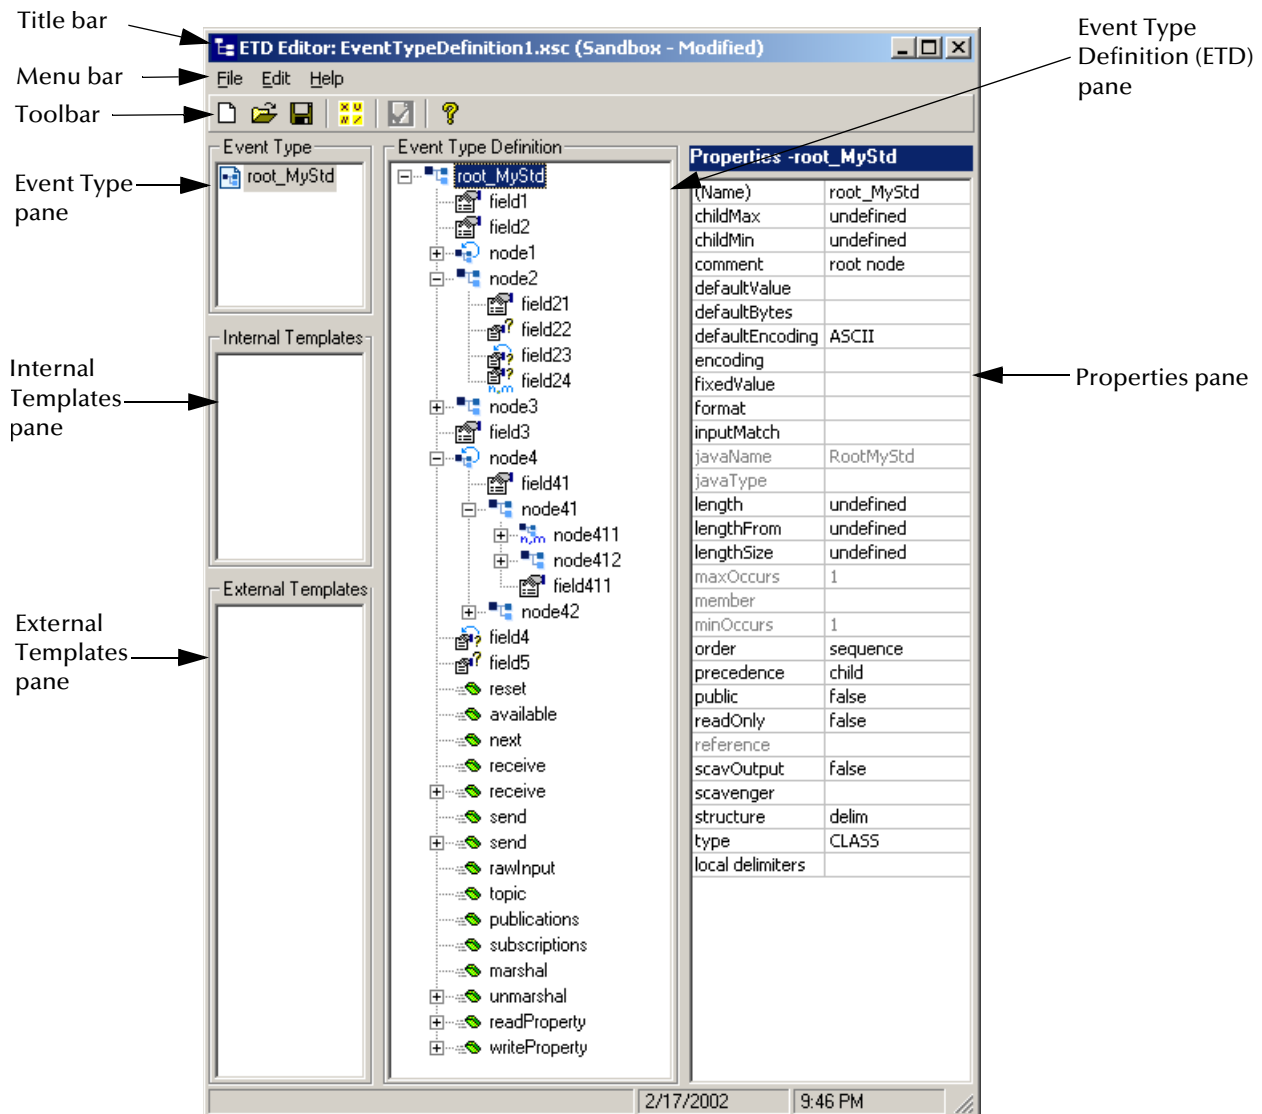 Title bar
Menu bar
Toolbar
Event Type
pane
Internal
Templates
pane
External
Templates
pane
ETD Editor: EventTypeDefinition1.xsc (Sandbox - Modified)
File Edit Help
Event Type
root_MyStd
Internal Templates
External Templates
Event Type Definition
root_MyStd
field1
field2
node1
node2
field21
field22
field23
field24
n,m
node3
field3
node4
field41
node41
node411
n,m
node412
field411
node42
field4
field5
reset
available
next
receive
receive
send
send
rawInput
topic
publications
subscriptions
marshal
unmarshal
readProperty
writeProperty
Properties -root_MyStd
(Name) root_MyStd
childMax undefined
childMin undefined
comment root node
defaultValue
defaultBytes
defaultEncoding ASCII
encoding
fixedValue
format
inputMatch
javaName RootMyStd
javaType
length undefined
lengthFrom undefined
lengthSize undefined
maxOccurs 1
member
minOccurs 1
order sequence
precedence child
public false
readOnly false
reference
scavOutput false
scavenger
structure delim
type CLASS
local delimiters
2/17/2002 9:46 PM
Event Type
Definition (ETD)
pane
Properties pane